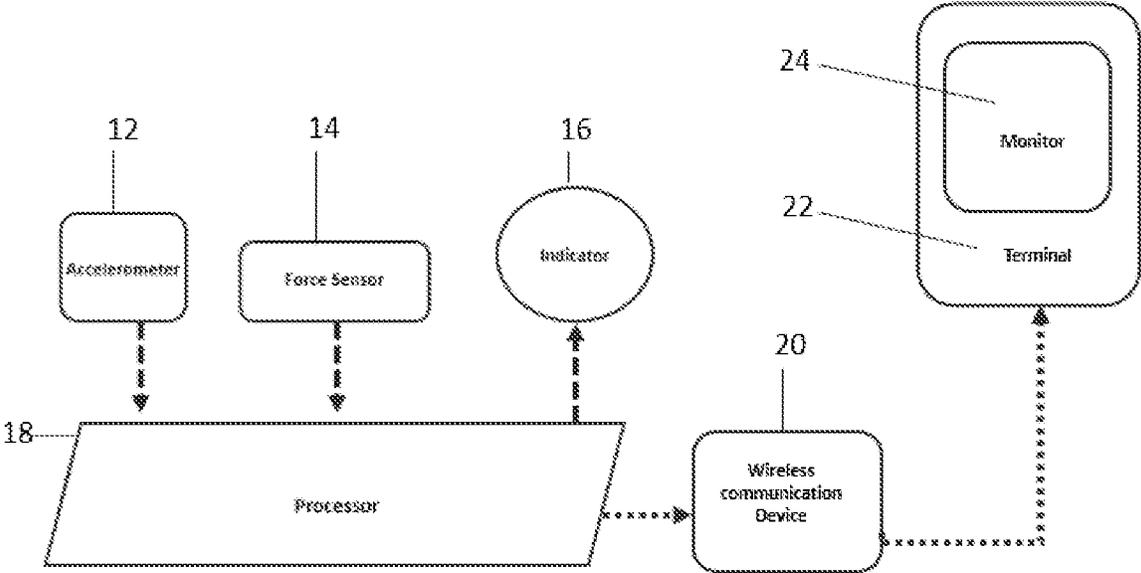 24
Monitor
12
14
16
22
Terminal
Accelerometer
Force Sensor
Indicator
20
18
Processor
Wireless
communication
Device